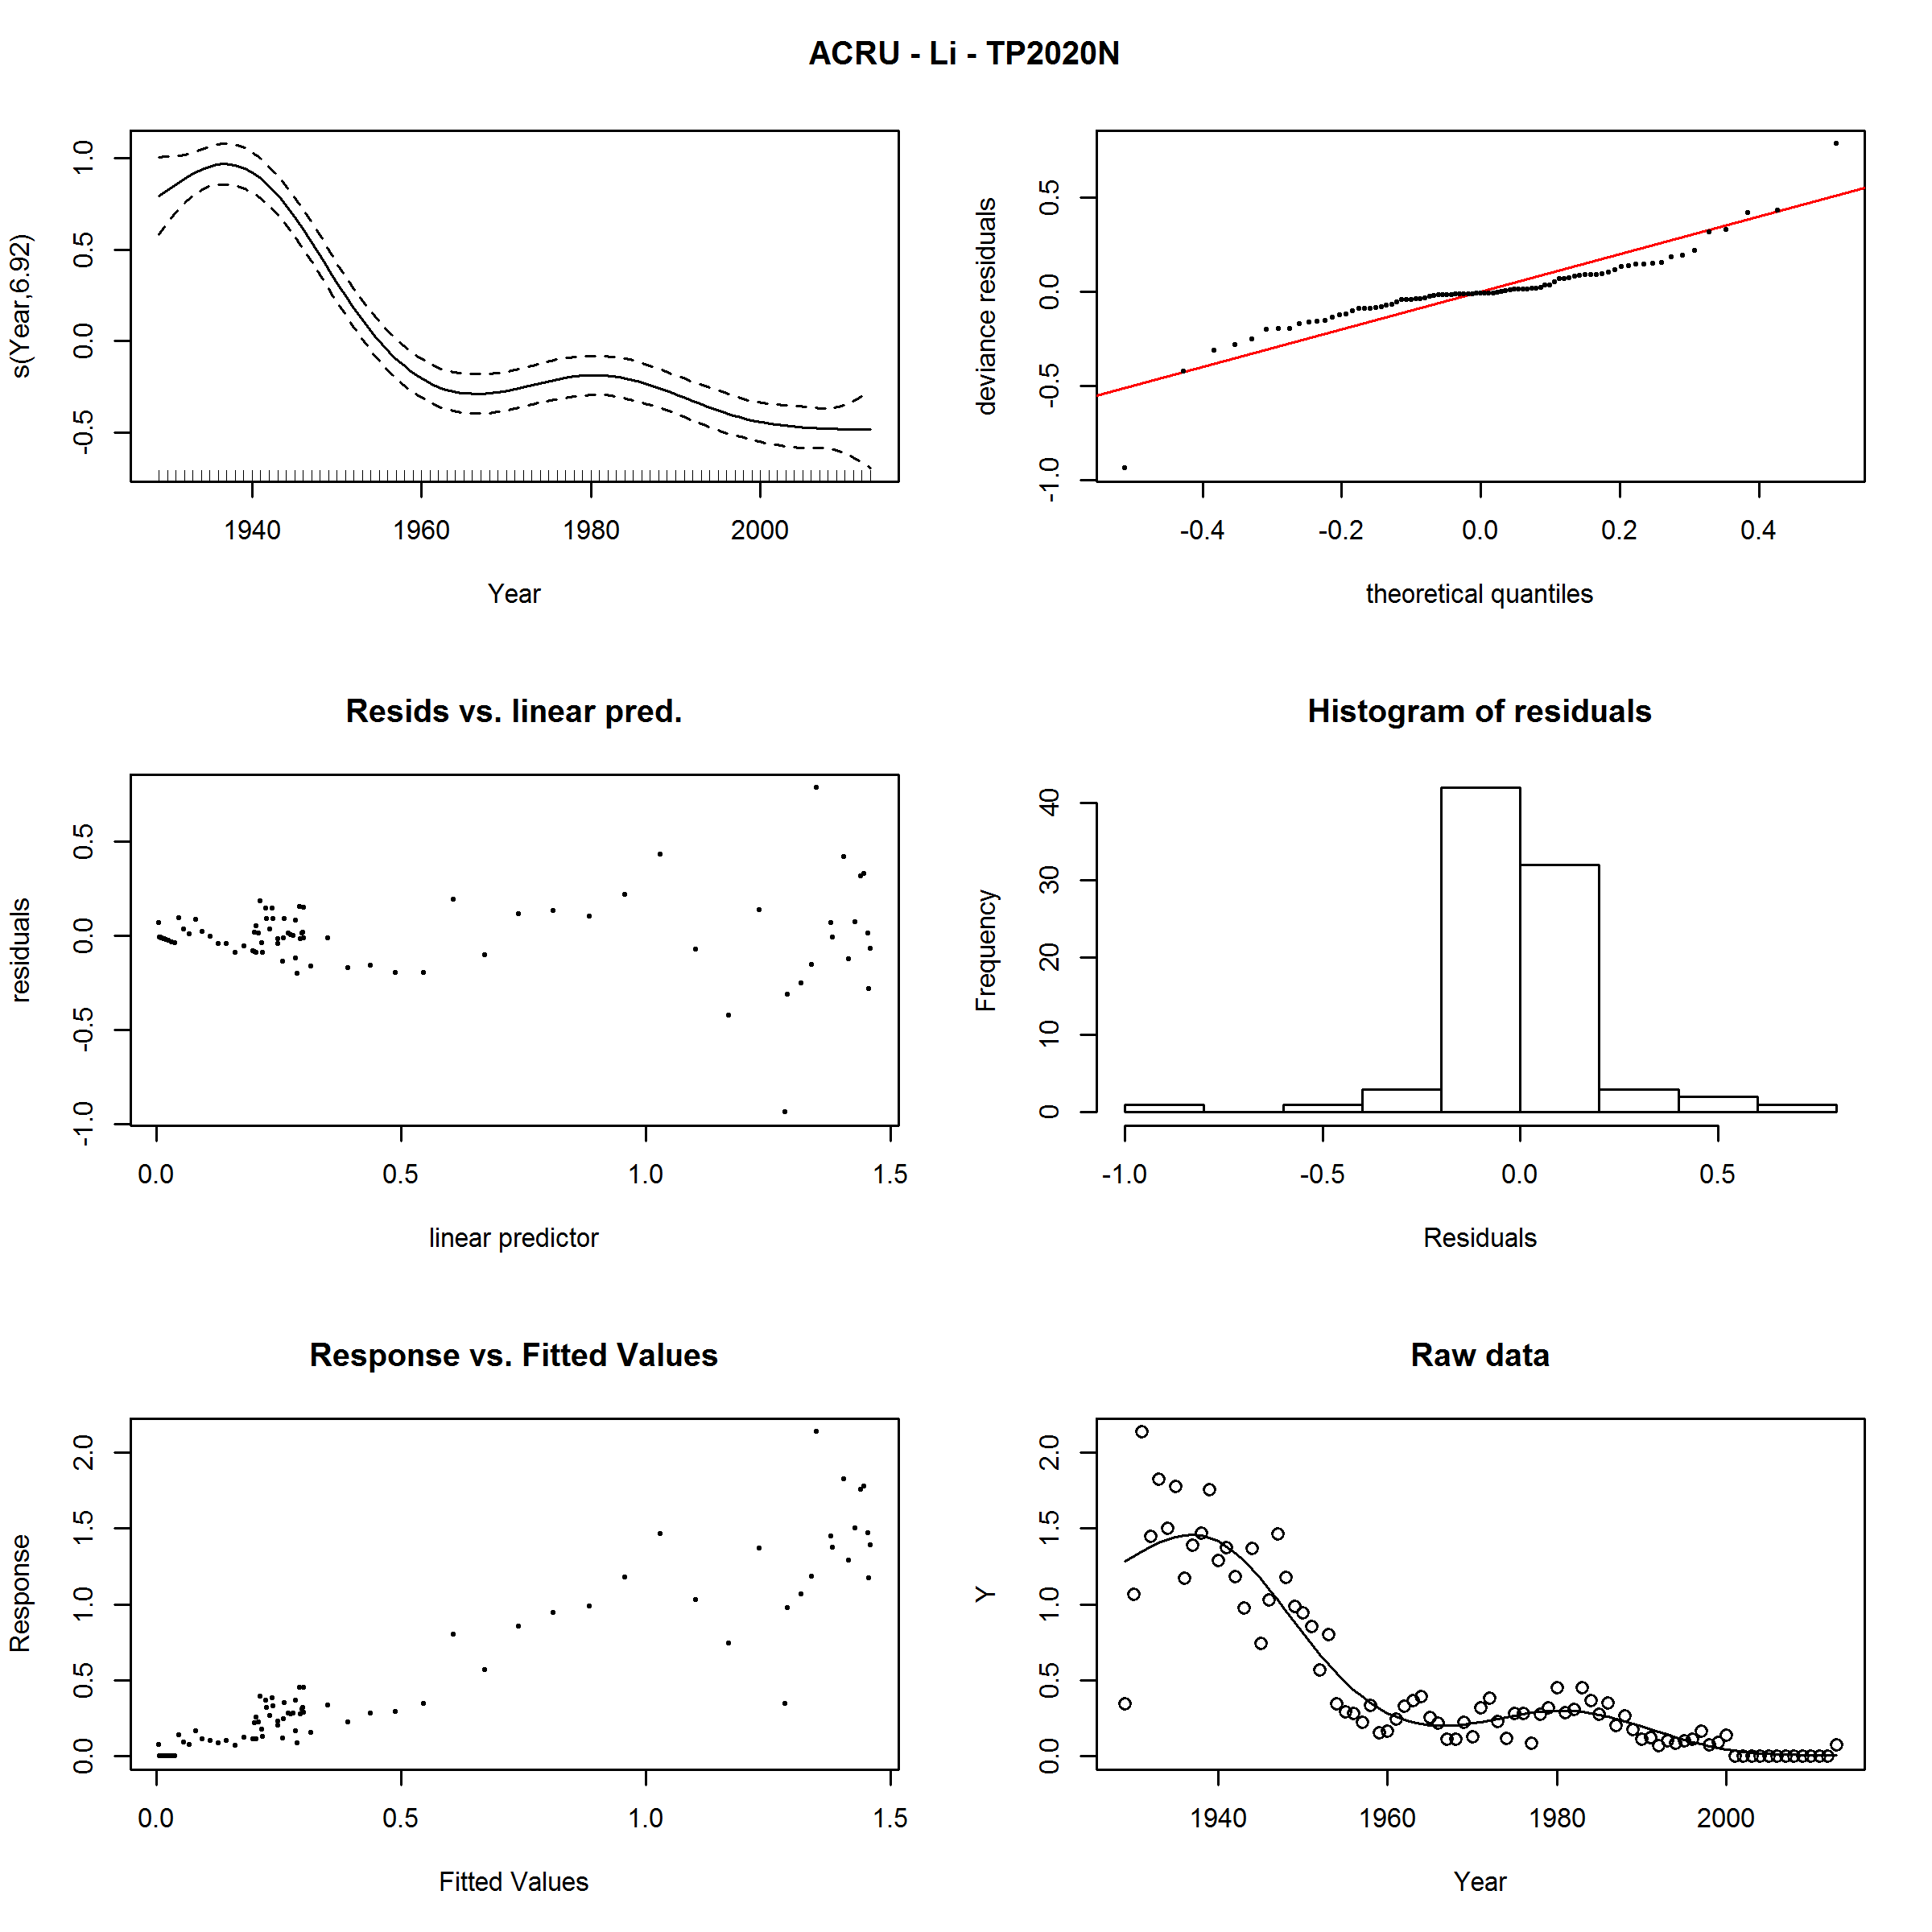 ACRU - Li - TP2020N
s(Year,6.92)
-0.5 0.0 0.5 1.0
1940 1960 1980 2000
Year
deviance residuals
-1.0 -0.5 0.0 0.5
-0.4 -0.2 0.0 0.2 0.4
theoretical quantiles
Resids vs. linear pred.
residuals
-1.0 -0.5 0.0 0.5
0.0 0.5 1.0 1.5
linear predictor
Histogram of residuals
Frequency
0 10 20 30 40
-1.0 -0.5 0.0 0.5
Residuals
Response vs. Fitted Values
Response
0.0 0.5 1.0 1.5 2.0
0.0 0.5 1.0 1.5
Fitted Values
Raw data
Y
0.0 0.5 1.0 1.5 2.0
1940 1960 1980 2000
Year